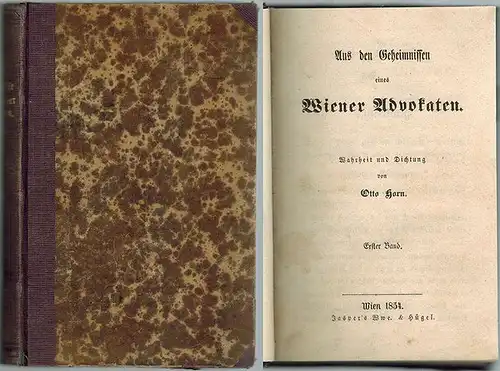 Aus den Geheimnissen
eines
Wiener Advokaten.
Wahrheit und Dichtung
von
Otto Horn.
Erster Band.
Wien 1854.
Jasper's Wwe. & Hügel.